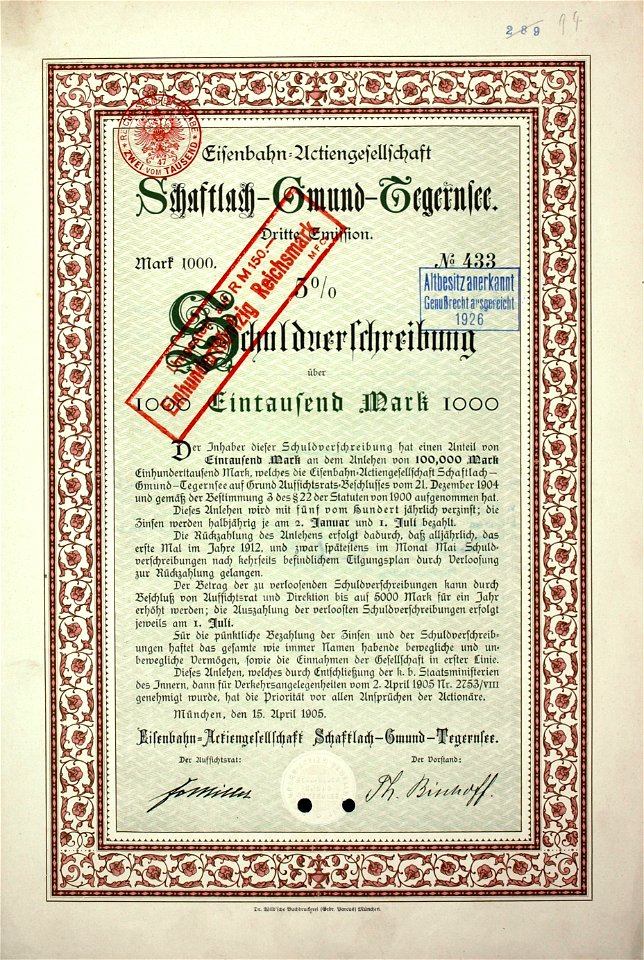 289 94
ZWEI VOM TAUSEND
Eisenbahn-Actiengesellschaft
Schaftlach-Gmund-Tegernsee.
Dritte Emission.
Mark 1000. No 433
5%
Altbesitz anerkannt
Genußrecht ausgereicht
1926
RM 150.—
Einhundertfünfzig Reichsmark
Schuldverschreibung
über
1000 Eintausend Mark 1000
Der Inhaber dieser Schuldverschreibung hat einen Anteil von
Eintausend Mark an dem Anlehen von 100,000 Mark
Einhunderttausend Mark, welches die Eisenbahn-Actiengesellschaft Schaftlach-
Gmund-Tegernsee auf Grund Aufsichtsrats-Beschlusses vom 21. Dezember 1904
und gemäß der Bestimmung 3 des § 22 der Statuten von 1900 aufgenommen hat.
Dieses Anlehen wird mit fünf vom Hundert jährlich verzinst; die
Zinsen werden halbjährig je am 2. Januar und 1. Juli bezahlt.
Die Rückzahlung des Anlehens erfolgt dadurch, daß alljährlich, das
erste Mal im Jahre 1912, und zwar spätestens im Monat Mai Schuld-
verschreibungen nach kehrseits befindlichem Tilgungsplan durch Verlosung
zur Rückzahlung gelangen.
Der Betrag der zu verloosenden Schuldverschreibungen kann durch
Beschluß von Aufsichtsrat und Direktion bis auf 5000 Mark für ein Jahr
erhöht werden; die Auszahlung der verloosten Schuldverschreibungen erfolgt
jeweils am 1. Juli.
Für die pünktliche Bezahlung der Zinsen und der Schuldverschreib-
ungen haftet das gesamte wie immer Namen habende bewegliche und un-
bewegliche Vermögen, sowie die Einnahmen der Gesellschaft in erster Linie.
Dieses Anlehen, welches durch Entschließung der k. b. Staatsministerien
des Innern, dann für Verkehrsangelegenheiten vom 2. April 1905 Nr. 2753/VIII
genehmigt wurde, hat die Priorität vor allen Ansprüchen der Actionäre.
München, den 15. April 1905.
Eisenbahn-Actiengesellschaft Schaftlach-Gmund-Tegernsee.
Der Aufsichtsrat: Der Vorstand:
Th. Binhoff.
Dr. Wild'sche Buchdruckerei (Gebr. Parcus) München.